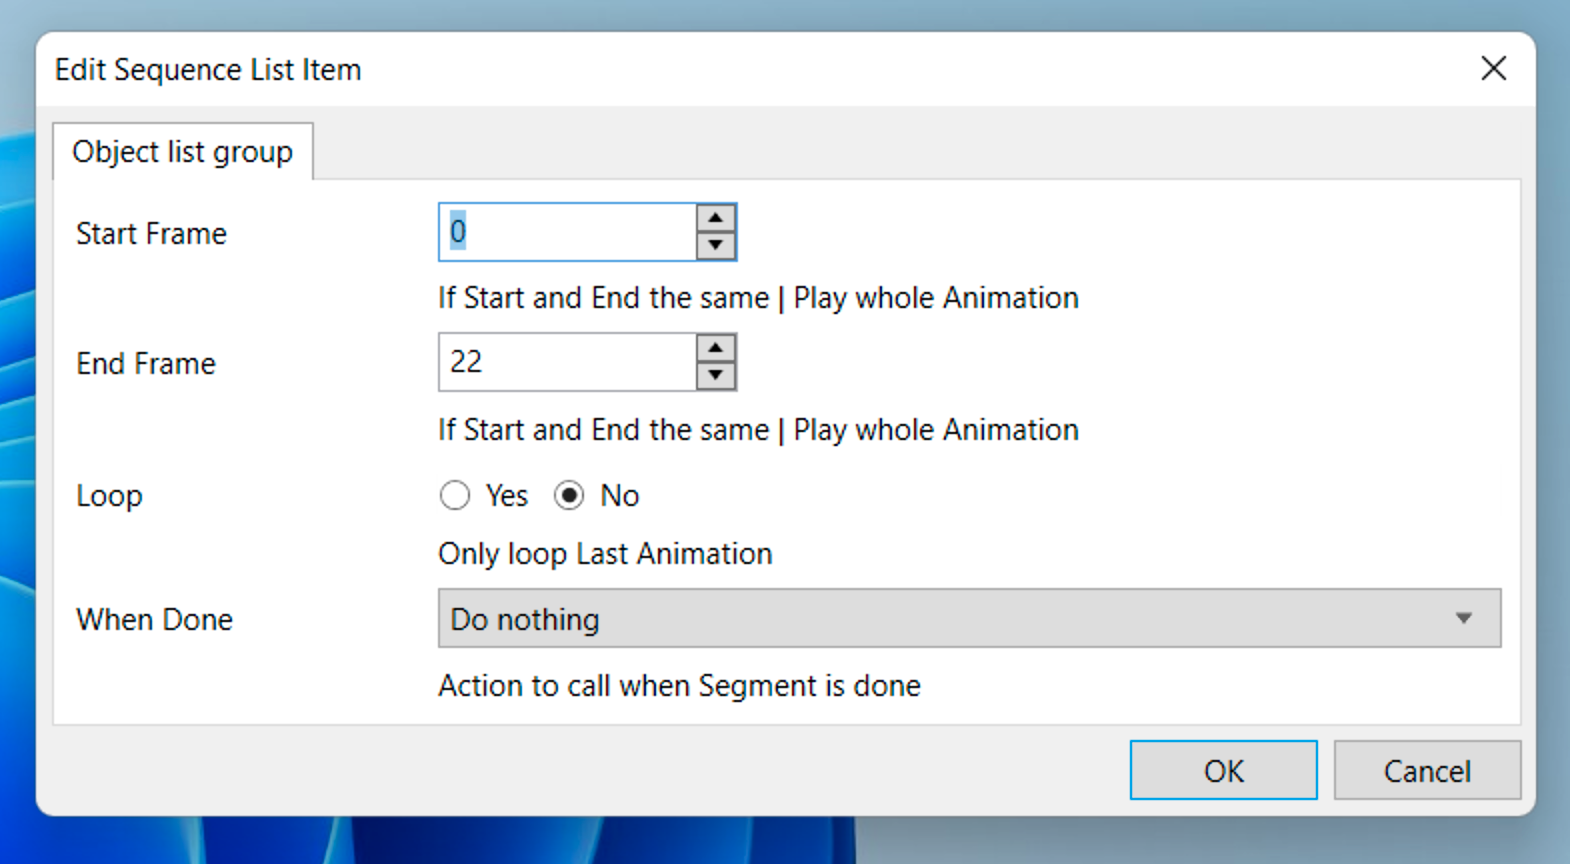 Edit Sequence List Item
Object list group
Start Frame
0
If Start and End the same | Play whole Animation
End Frame
22
If Start and End the same | Play whole Animation
Loop
Yes
No
Only loop Last Animation
When Done
Do nothing
Action to call when Segment is done
OK
Cancel